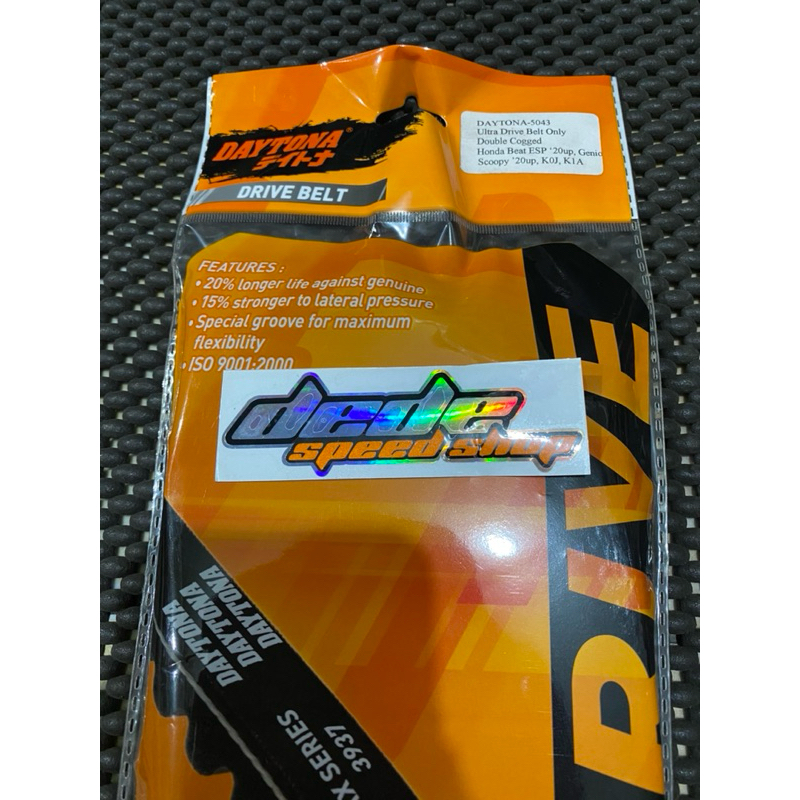 DAYTONA
デイトナ
DRIVE BELT
DAYTONA-5043
Ultra Drive Belt Only
Double Cogged
Honda Beat ESP '20up, Genio
Scoopy '20up, K0J, K1A
FEATURES :
• 20% longer life against genuine
• 15% stronger to lateral pressure
• Special groove for maximum
flexibility
• ISO 9001:2000
dede
speed shop
DAYTONA
DAYTONA
DAYTONA
X SERIES
3937
RIVE